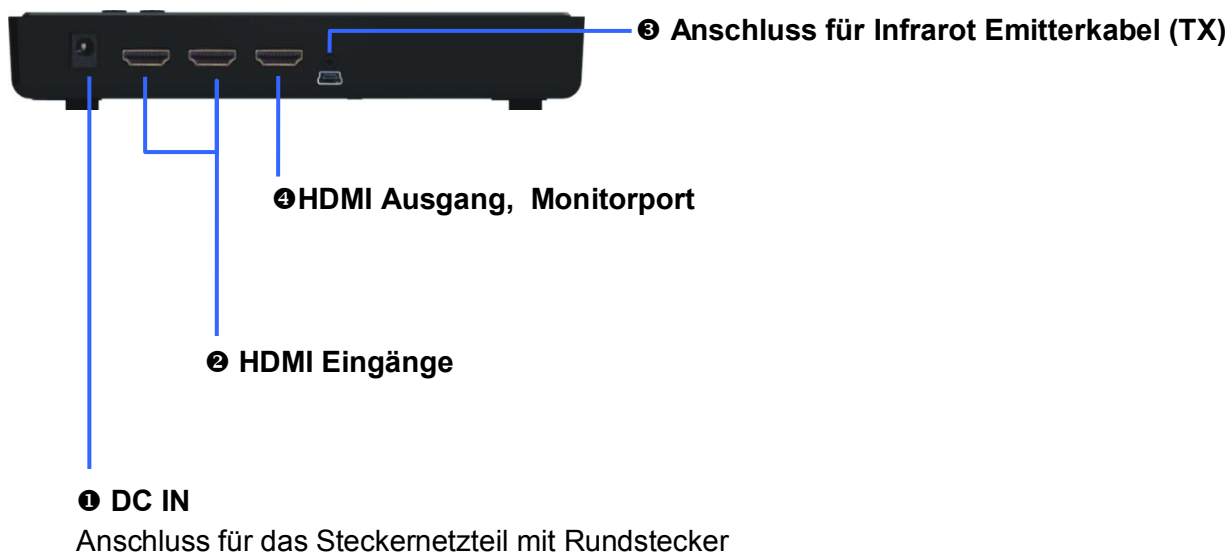 ❸ Anschluss für Infrarot Emitterkabel (TX)
❹HDMI Ausgang, Monitorport
❷ HDMI Eingänge
❶ DC IN
Anschluss für das Steckernetzteil mit Rundstecker